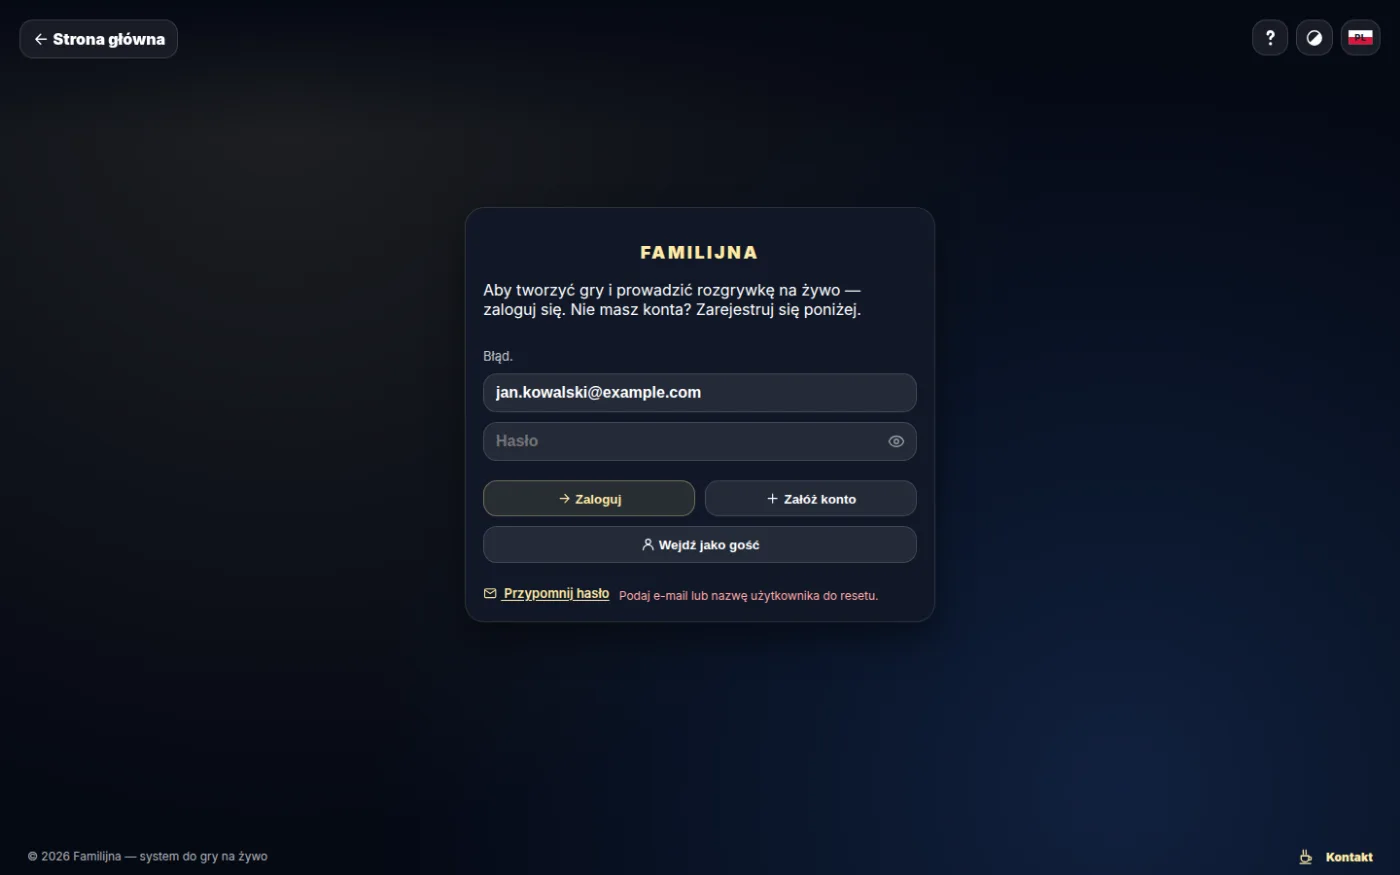 Strona główna
?
PL
FAMILIJNA
Aby tworzyć gry i prowadzić rozgrywkę na żywo —
zaloguj się. Nie masz konta? Zarejestruj się poniżej.
Błąd.
jan.kowalski@example.com
Hasło
Zaloguj
Załóż konto
Wejdź jako gość
Przypomnij hasło Podaj e-mail lub nazwę użytkownika do resetu.
© 2026 Familijna — system do gry na żywo
Kontakt